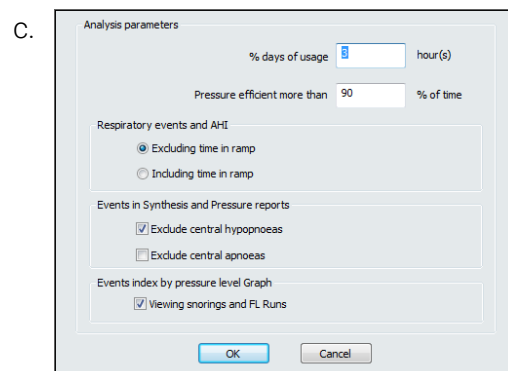 C.
Analysis parameters
% days of usage 3 hour(s)
Pressure efficient more than 90 % of time
Respiratory events and AHI
Excluding time in ramp
Including time in ramp
Events in Synthesis and Pressure reports
Exclude central hypopnoeas
Exclude central apnoeas
Events index by pressure level Graph
Viewing snorings and FL Runs
OK Cancel